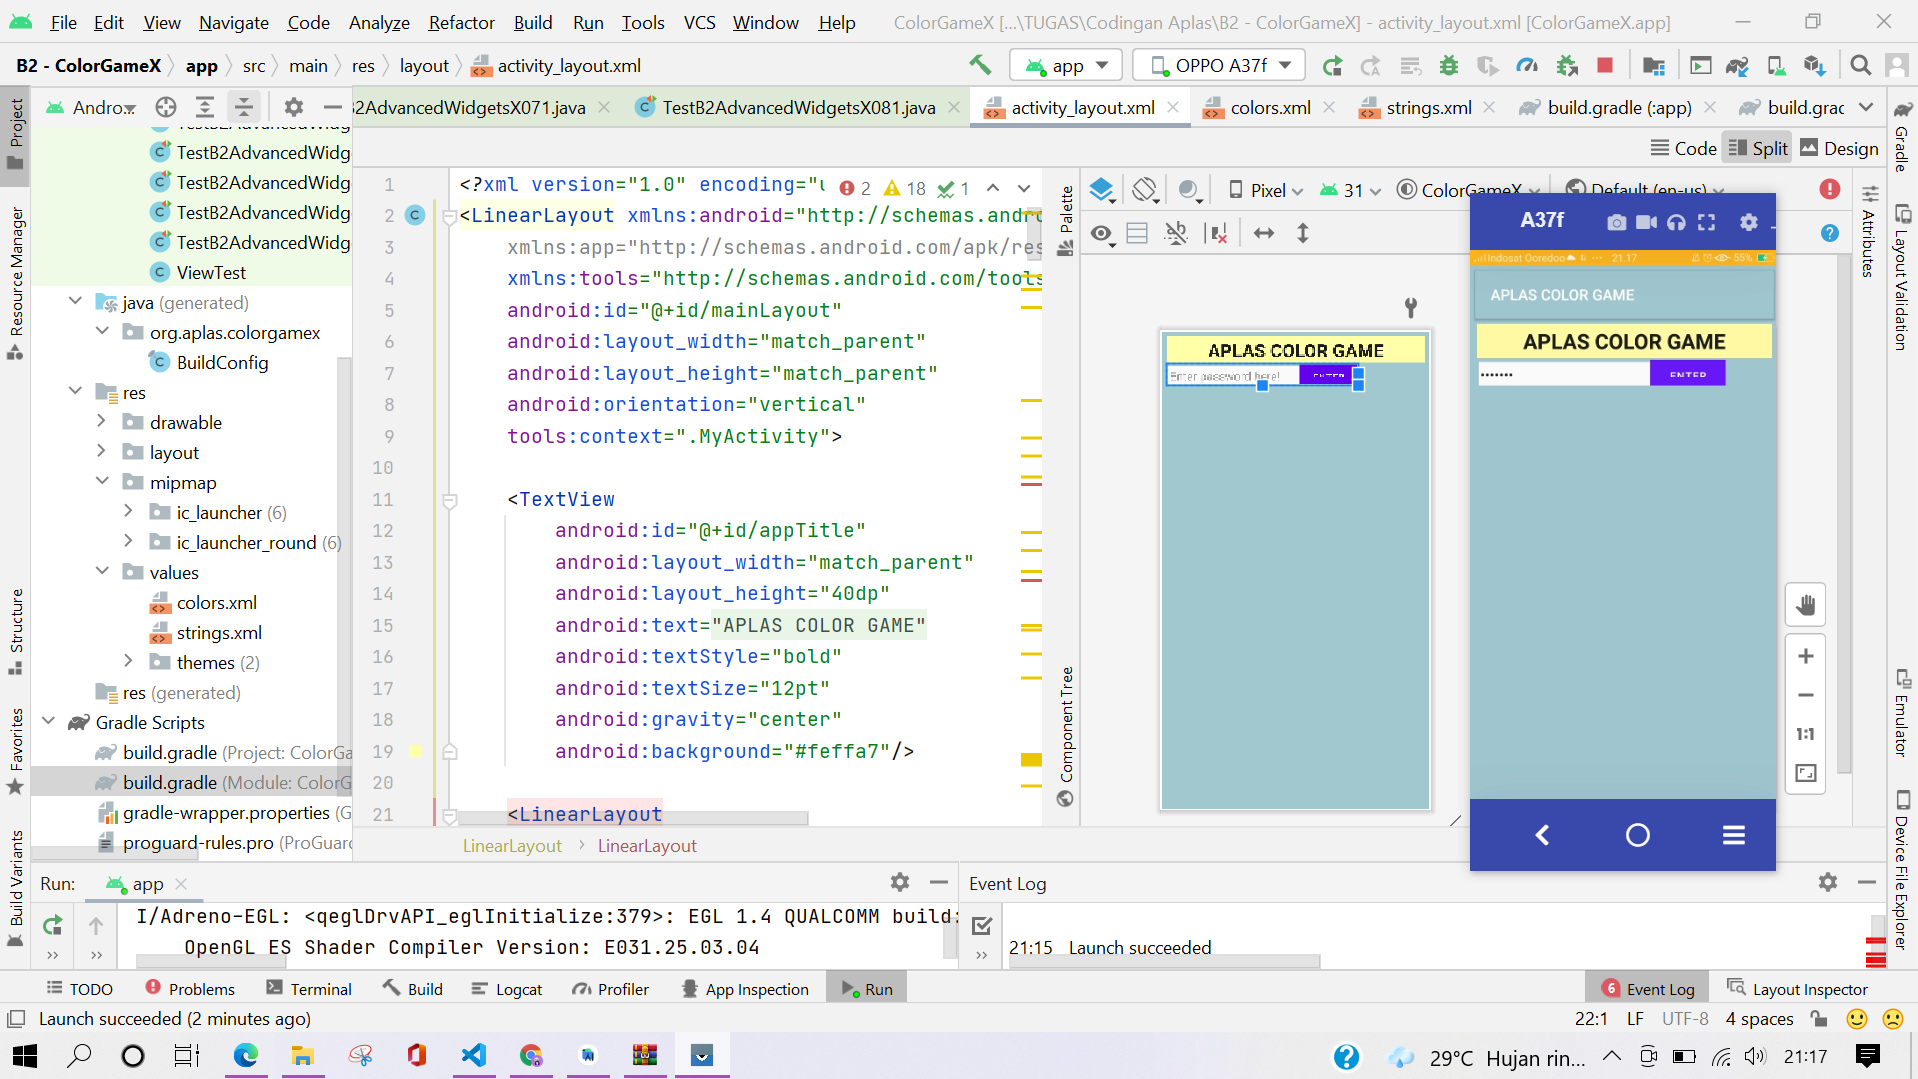 File Edit View Navigate Code Analyze Refactor Build Run Tools VCS Window Help ColorGameX [...\TUGAS\Codingan Aplas\B2 - ColorGameX] - activity_layout.xml [ColorGameX.app]
B2 - ColorGameX app src main res layout activity_layout.xml app OPPO A37f
Andro... 2AdvancedWidgetsX071.java TestB2AdvancedWidgetsX081.java activity_layout.xml colors.xml strings.xml build.gradle (:app) build.grac
Code Split Design
Project
Resource Manager
Structure
Favorites
Build Variants
TestB2AdvancedWidg
TestB2AdvancedWidg
TestB2AdvancedWidg
TestB2AdvancedWidg
ViewTest
java (generated)
org.aplas.colorgamex
BuildConfig
res
drawable
layout
mipmap
ic_launcher (6)
ic_launcher_round (6)
values
colors.xml
strings.xml
themes (2)
res (generated)
Gradle Scripts
build.gradle (Project: ColorGa
build.gradle (Module: ColorG
gradle-wrapper.properties (G
proguard-rules.pro (ProGuard
2 18 1
1 <?xml version="1.0" encoding="u
2 <LinearLayout xmlns:android="http://schemas.andro
3 xmlns:app="http://schemas.android.com/apk/res
4 xmlns:tools="http://schemas.android.com/tools
5 android:id="@+id/mainLayout"
6 android:layout_width="match_parent"
7 android:layout_height="match_parent"
8 android:orientation="vertical"
9 tools:context=".MyActivity">
10
11 <TextView
12 android:id="@+id/appTitle"
13 android:layout_width="match_parent"
14 android:layout_height="40dp"
15 android:text="APLAS COLOR GAME"
16 android:textStyle="bold"
17 android:textSize="12pt"
18 android:gravity="center"
19 android:background="#feffa7"/>
20
21 <LinearLayout
LinearLayout LinearLayout
Palette
Component Tree
Pixel 31 ColorGameX Default (en-us)
APLAS COLOR GAME
Enter password here!
ENTER
A37f
Indosat Ooredoo 21.17 55%
APLAS COLOR GAME
APLAS COLOR GAME
ENTER
1:1
Attributes
Gradle
Layout Validation
Emulator
Device File Explorer
Run: app
I/Adreno-EGL: <qeglDrvAPI_eglInitialize:379>: EGL 1.4 QUALCOMM build:
OpenGL ES Shader Compiler Version: E031.25.03.04
Event Log
21:15 Launch succeeded
TODO Problems Terminal Build Logcat Profiler App Inspection Run 6 Event Log Layout Inspector
Launch succeeded (2 minutes ago) 22:1 LF UTF-8 4 spaces
29°C Hujan rin... 21:17